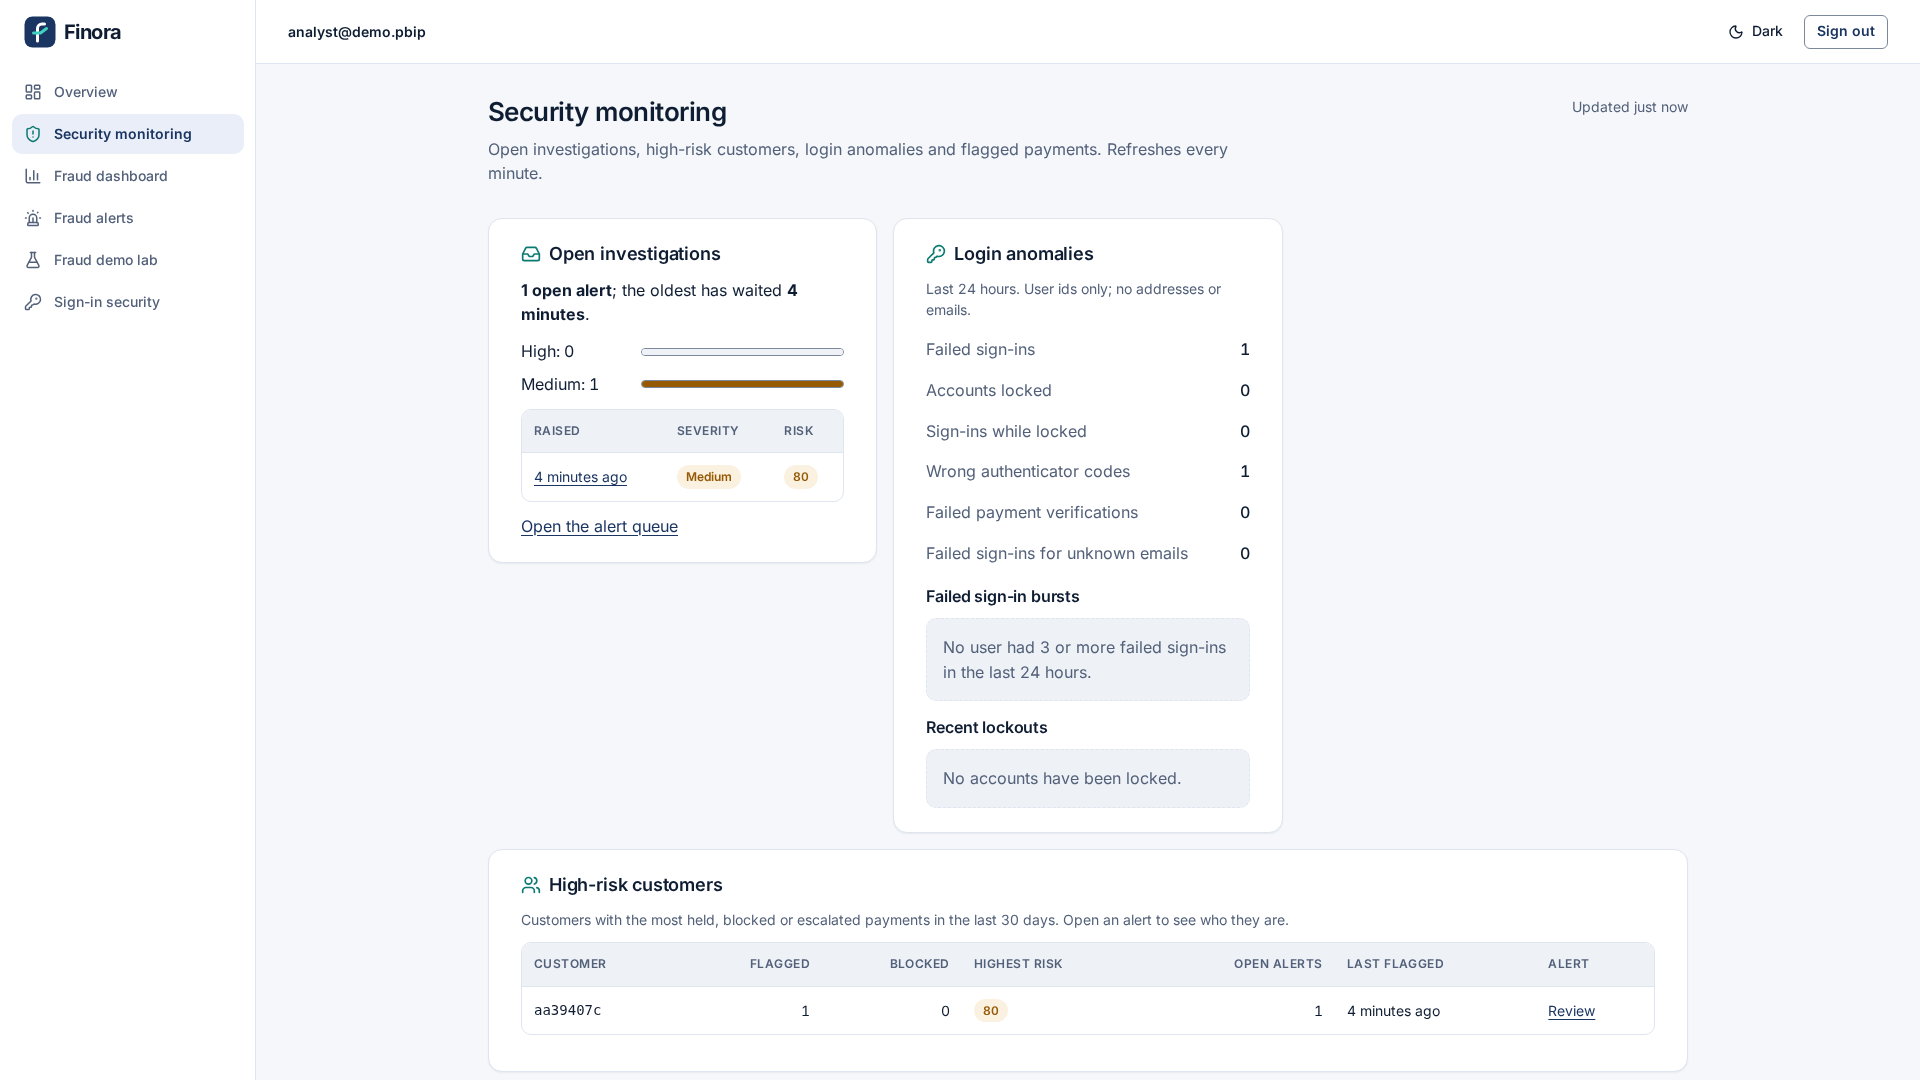 Finora
analyst@demo.pbip
Dark
Sign out
Overview
Security monitoring
Fraud dashboard
Fraud alerts
Fraud demo lab
Sign-in security
Security monitoring
Updated just now
Open investigations, high-risk customers, login anomalies and flagged payments. Refreshes every
minute.
Open investigations
1 open alert; the oldest has waited 4
minutes.
High: 0
Medium: 1
RAISED SEVERITY RISK
4 minutes ago Medium 80
Open the alert queue
Login anomalies
Last 24 hours. User ids only; no addresses or
emails.
Failed sign-ins 1
Accounts locked 0
Sign-ins while locked 0
Wrong authenticator codes 1
Failed payment verifications 0
Failed sign-ins for unknown emails 0
Failed sign-in bursts
No user had 3 or more failed sign-ins
in the last 24 hours.
Recent lockouts
No accounts have been locked.
High-risk customers
Customers with the most held, blocked or escalated payments in the last 30 days. Open an alert to see who they are.
CUSTOMER FLAGGED BLOCKED HIGHEST RISK OPEN ALERTS LAST FLAGGED ALERT
aa39407c 1 0 80 1 4 minutes ago Review